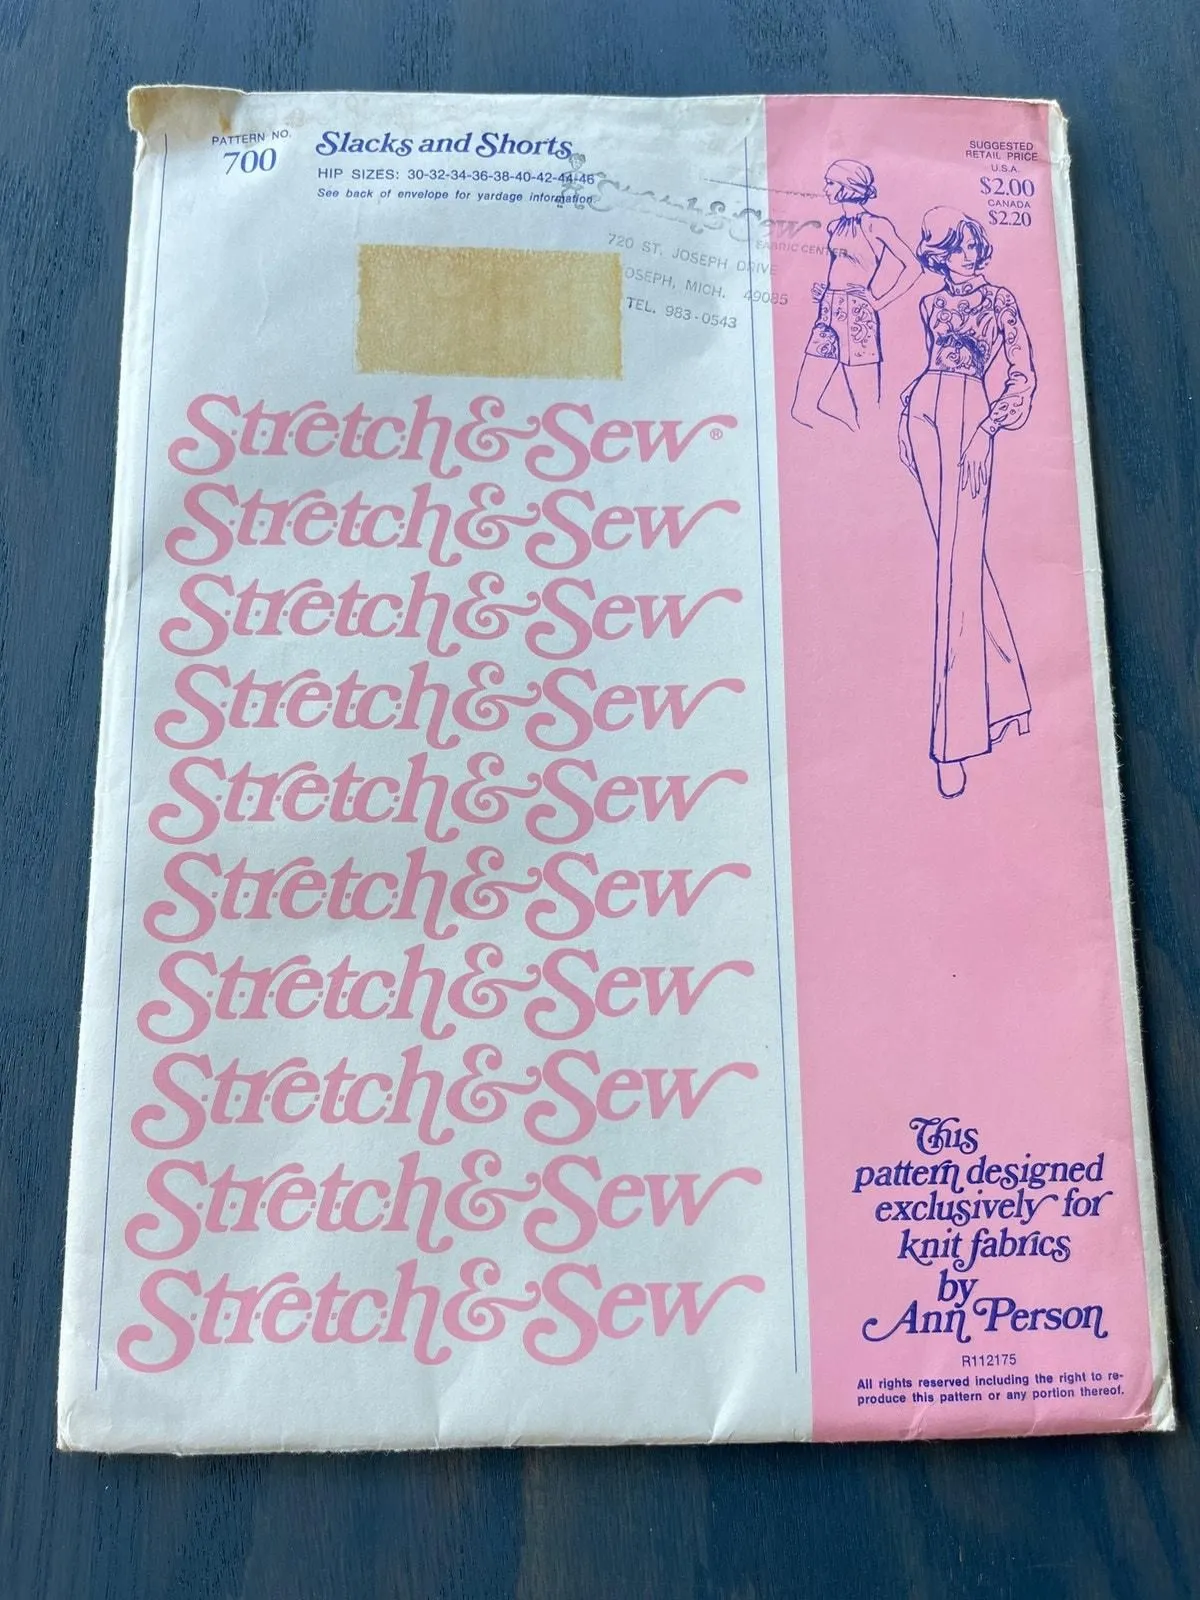 PATTERN NO.
700
Slacks and Shorts
HIP SIZES: 30-32-34-36-38-40-42-44-46
See back of envelope for yardage information.
SUGGESTED
RETAIL PRICE
U.S.A.
$2.00
CANADA
$2.20
Sew
FABRIC CENTER
720 ST. JOSEPH DRIVE
OSEPH, MICH. 49085
TEL. 983-0543
Stretch & Sew®
Stretch & Sew
Stretch & Sew
Stretch & Sew
Stretch & Sew
Stretch & Sew
Stretch & Sew
Stretch & Sew
Stretch & Sew
Stretch & Sew
This
pattern designed
exclusively for
knit fabrics
by
Ann Person
R112175
All rights reserved including the right to re-
produce this pattern or any portion thereof.